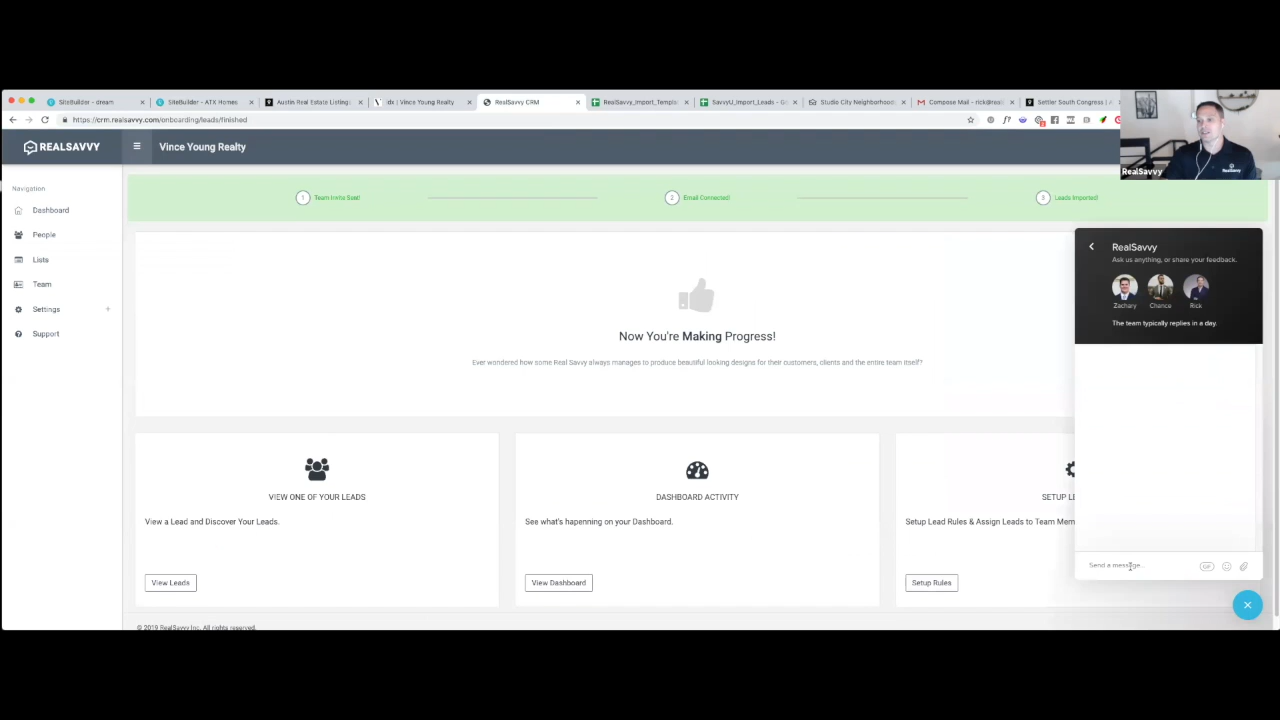 SiteBuilder - dream
SiteBuilder - ATX Homes
Austin Real Estate Listing
idx | Vince Young Realty
RealSavvy CRM
RealSavvy_Import_Templa
SavvyU_Import_Leads - G
Studio City Neighborhood
Compose Mail - rick@real
Settler South Congress | A
https://crm.realsavvy.com/onboarding/leads/finished
REALSAVVY
Vince Young Realty
RealSavvy
RealSavvy
Navigation
Dashboard
People
Lists
Team
Settings +
Support
1 Team Invite Sent!
2 Email Connected!
3 Leads Imported!
Now You're Making Progress!
Ever wondered how some Real Savvy always manages to produce beautiful looking designs for their customers, clients and the entire team itself?
VIEW ONE OF YOUR LEADS
View a Lead and Discover Your Leads.
View Leads
DASHBOARD ACTIVITY
See what's hapenning on your Dashboard.
View Dashboard
SETUP LE
Setup Lead Rules & Assign Leads to Team Mem
Setup Rules
RealSavvy
Ask us anything, or share your feedback.
Zachary
Chance
Rick
The team typically replies in a day.
Send a message...
GIF
© 2019 RealSavvy Inc. All rights reserved.